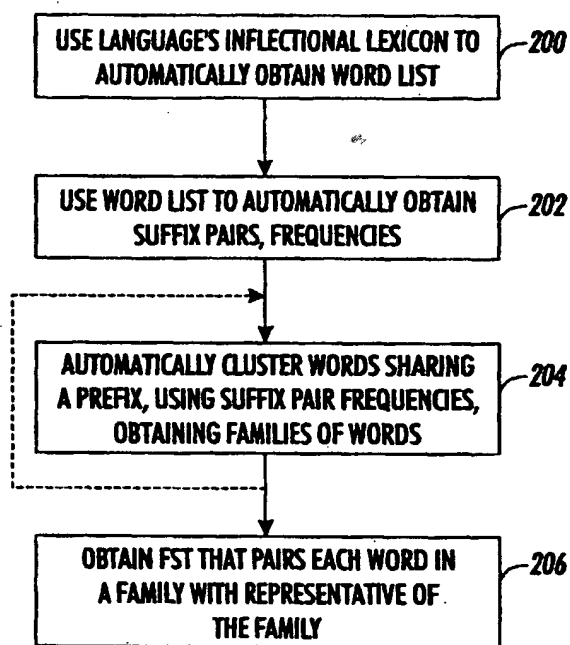 USE LANGUAGE'S INFLECTIONAL LEXICON TO
AUTOMATICALLY OBTAIN WORD LIST
200
USE WORD LIST TO AUTOMATICALLY OBTAIN
SUFFIX PAIRS, FREQUENCIES
202
AUTOMATICALLY CLUSTER WORDS SHARING
A PREFIX, USING SUFFIX PAIR FREQUENCIES,
OBTAINING FAMILIES OF WORDS
204
OBTAIN FST THAT PAIRS EACH WORD IN
A FAMILY WITH REPRESENTATIVE OF
THE FAMILY
206